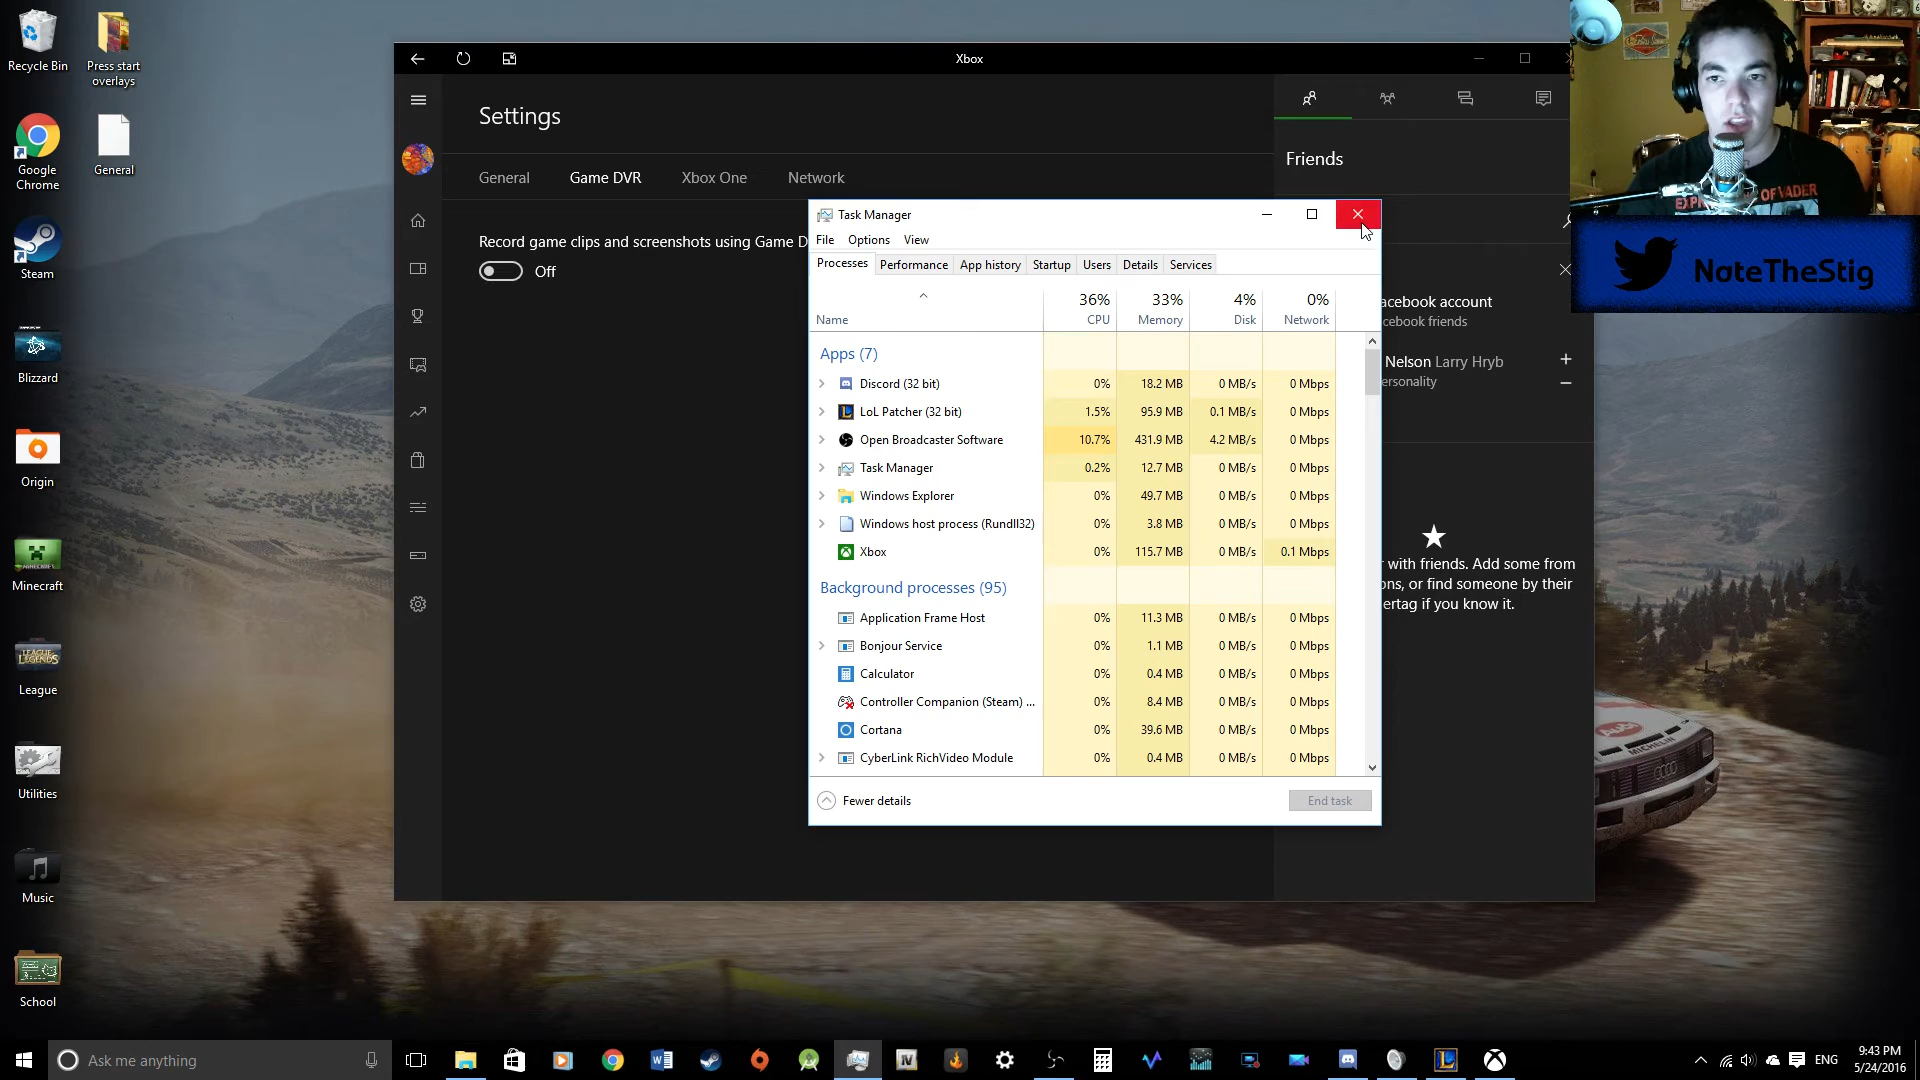 Recycle Bin
Press start
overlays
Google
Chrome
General
Steam
Blizzard
Origin
Minecraft
League
Utilities
Music
School
Xbox
Settings
General
Game DVR
Xbox One
Network
Record game clips and screenshots using Game D
Off
Friends
acebook account
cebook friends
Nelson Larry Hryb
ersonality
r with friends. Add some from
ons, or find someone by their
ertag if you know it.
Task Manager
File Options View
Processes Performance App history Startup Users Details Services
36% 33% 4% 0%
Name CPU Memory Disk Network
Apps (7)
Discord (32 bit) 0% 18.2 MB 0 MB/s 0 Mbps
LoL Patcher (32 bit) 1.5% 95.9 MB 0.1 MB/s 0 Mbps
Open Broadcaster Software 10.7% 431.9 MB 4.2 MB/s 0 Mbps
Task Manager 0.2% 12.7 MB 0 MB/s 0 Mbps
Windows Explorer 0% 49.7 MB 0 MB/s 0 Mbps
Windows host process (Rundll32) 0% 3.8 MB 0 MB/s 0 Mbps
Xbox 0% 115.7 MB 0 MB/s 0.1 Mbps
Background processes (95)
Application Frame Host 0% 11.3 MB 0 MB/s 0 Mbps
Bonjour Service 0% 1.1 MB 0 MB/s 0 Mbps
Calculator 0% 0.4 MB 0 MB/s 0 Mbps
Controller Companion (Steam) ... 0% 8.4 MB 0 MB/s 0 Mbps
Cortana 0% 39.6 MB 0 MB/s 0 Mbps
CyberLink RichVideo Module 0% 0.4 MB 0 MB/s 0 Mbps
Fewer details
End task
OF VADER
NateTheStig
LEAGUE
LEGENDS
MICHELIN
Ask me anything
ENG
9:43 PM
5/24/2016